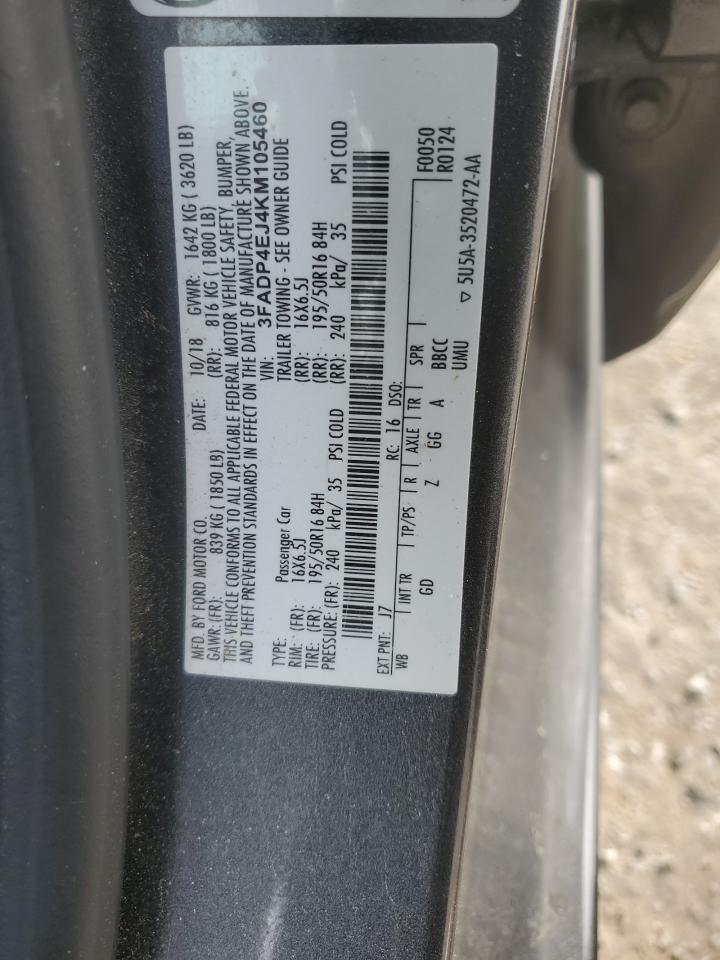 MFD. BY FORD MOTOR CO. DATE: 10/18 GVWR: 1642 KG ( 3620 LB)
GAWR: (FR): 839 KG ( 1850 LB) (RR): 816 KG ( 1800 LB)
THIS VEHICLE CONFORMS TO ALL APPLICABLE FEDERAL MOTOR VEHICLE SAFETY, BUMPER,
AND THEFT PREVENTION STANDARDS IN EFFECT ON THE DATE OF MANUFACTURE SHOWN ABOVE.
VIN: 3FADP4EJ4KM105460
TYPE: Passenger Car TRAILER TOWING - SEE OWNER GUIDE
RIM: (FR): 16X6.5J (RR): 16X6.5J
TIRE: (FR): 195/50R16 84H (RR): 195/50R16 84H
PRESSURE: (FR): 240 kPa/ 35 PSI COLD (RR): 240 kPa/ 35 PSI COLD
EXT PNT: J7 RC: 16 DSO: F0050
WB INT TR TP/PS R AXLE TR SPR R0124
GD Z GG A BBCC
UMU
▽ 5U5A-3520472-AA